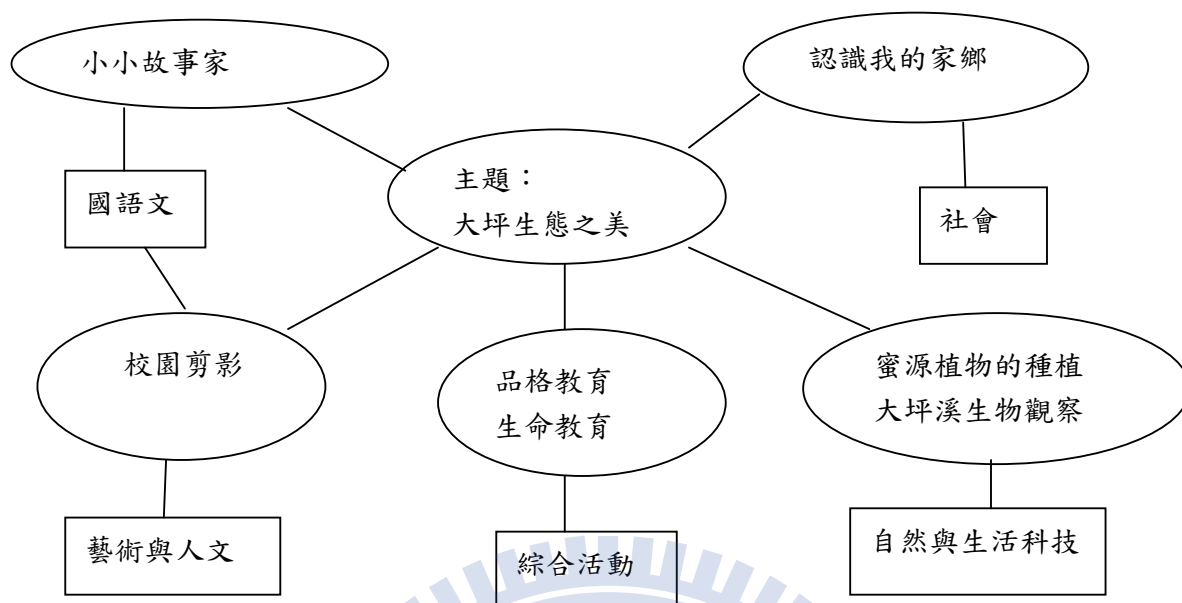 小小故事家
認識我的家鄉
主題：
大坪生態之美
國語文
社會
校園剪影
品格教育
生命教育
蜜源植物的種植
大坪溪生物觀察
藝術與人文
綜合活動
自然與生活科技